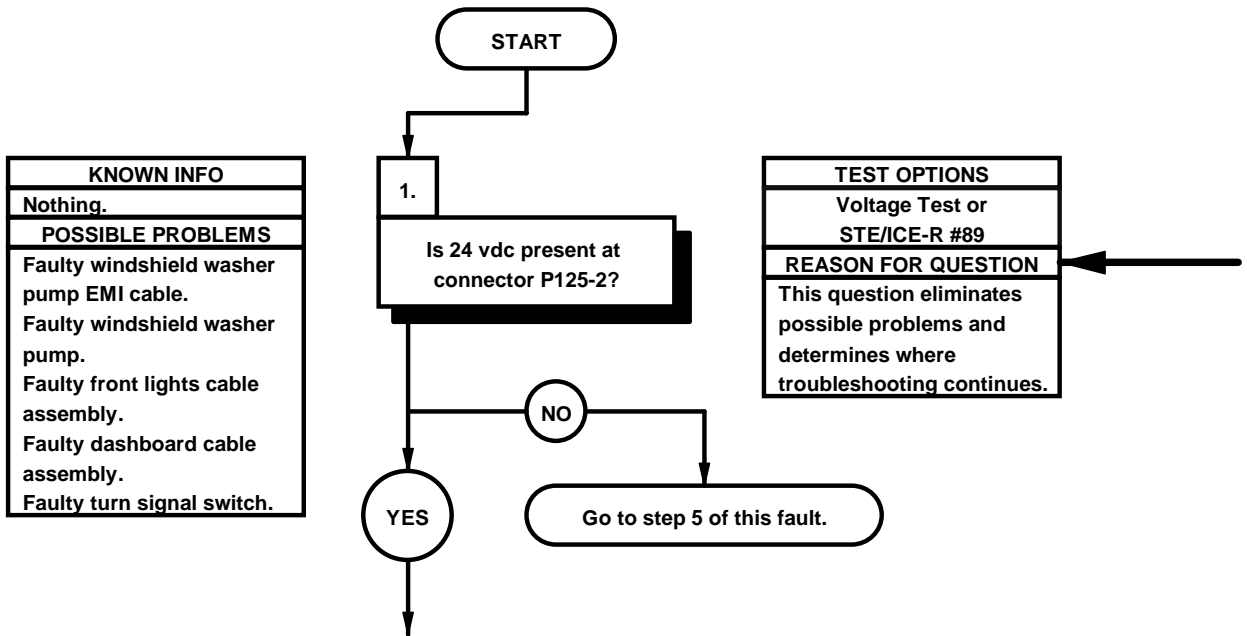 START
KNOWN INFO
Nothing.
POSSIBLE PROBLEMS
Faulty windshield washer
pump EMI cable.
Faulty windshield washer
pump.
Faulty front lights cable
assembly.
Faulty dashboard cable
assembly.
Faulty turn signal switch.
1.
Is 24 vdc present at
connector P125-2?
TEST OPTIONS
Voltage Test or
STE/ICE-R #89
REASON FOR QUESTION
This question eliminates
possible problems and
determines where
troubleshooting continues.
NO
YES
Go to step 5 of this fault.